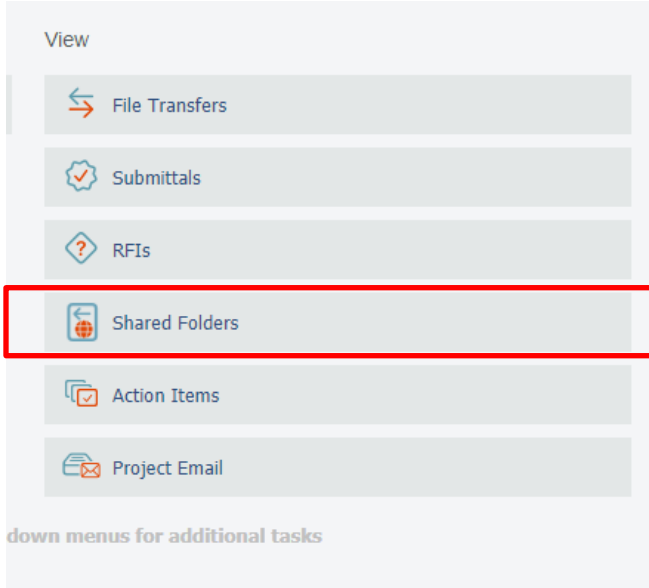 View
File Transfers
Submittals
RFIs
Shared Folders
Action Items
Project Email
down menus for additional tasks